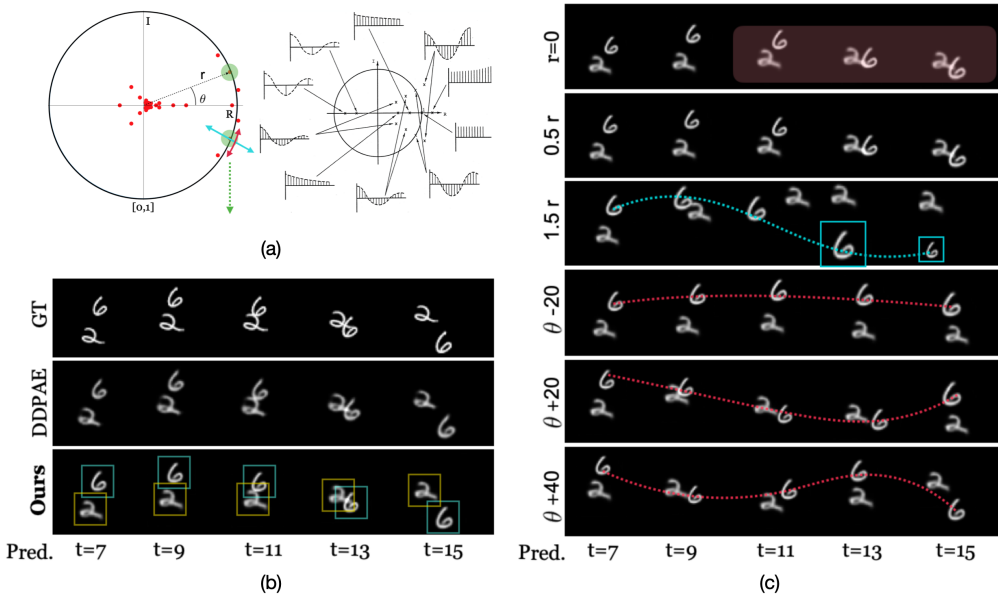 I
r
θ
R
[0,1]
(a)
GT
DDPAE
Ours
Pred. t=7 t=9 t=11 t=13 t=15
(b)
r=0
0.5 r
1.5 r
θ -20
θ +20
θ +40
t=7 t=9 t=11 t=13 t=15
(c)